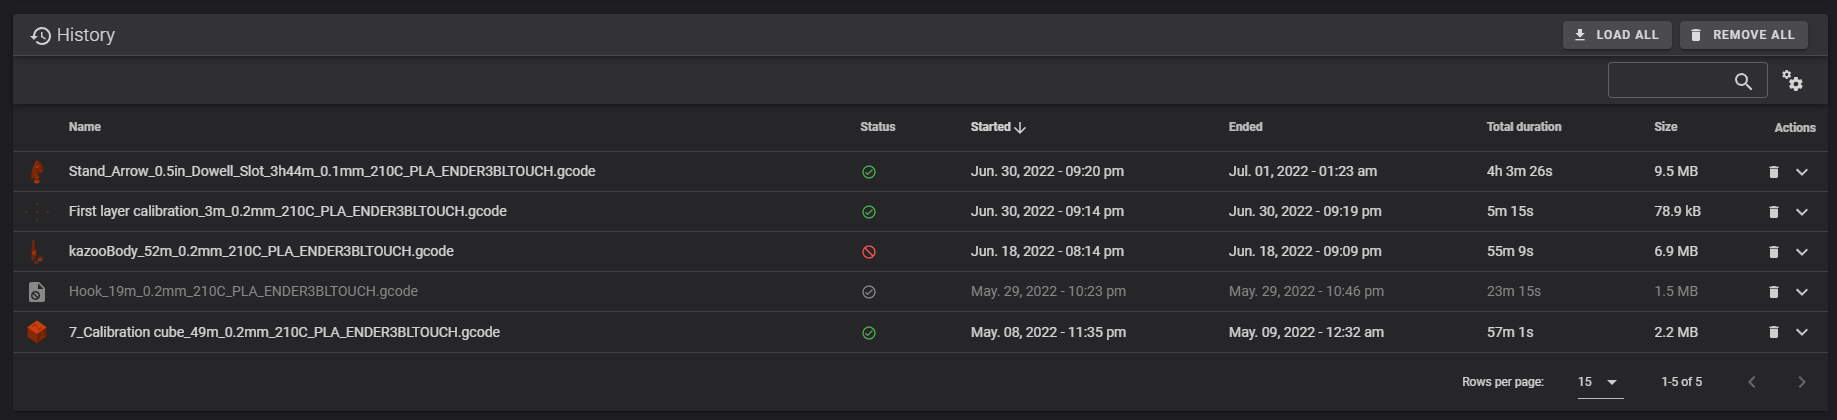 History LOAD ALL REMOVE ALL
Name Status Started Ended Total duration Size Actions
Stand_Arrow_0.5in_Dowell_Slot_3h44m_0.1mm_210C_PLA_ENDER3BLTOUCH.gcode Jun. 30, 2022 - 09:20 pm Jul. 01, 2022 - 01:23 am 4h 3m 26s 9.5 MB
First layer calibration_3m_0.2mm_210C_PLA_ENDER3BLTOUCH.gcode Jun. 30, 2022 - 09:14 pm Jun. 30, 2022 - 09:19 pm 5m 15s 78.9 kB
kazooBody_52m_0.2mm_210C_PLA_ENDER3BLTOUCH.gcode Jun. 18, 2022 - 08:14 pm Jun. 18, 2022 - 09:09 pm 55m 9s 6.9 MB
Hook_19m_0.2mm_210C_PLA_ENDER3BLTOUCH.gcode May. 29, 2022 - 10:23 pm May. 29, 2022 - 10:46 pm 23m 15s 1.5 MB
7_Calibration cube_49m_0.2mm_210C_PLA_ENDER3BLTOUCH.gcode May. 08, 2022 - 11:35 pm May. 09, 2022 - 12:32 am 57m 1s 2.2 MB
Rows per page: 15 1-5 of 5